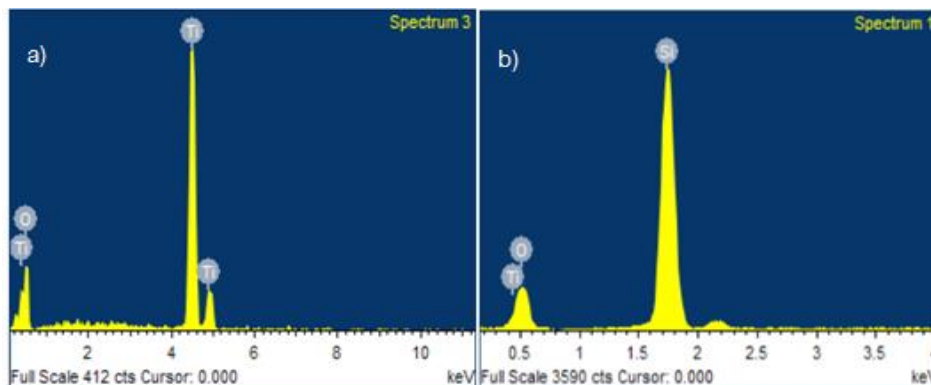 a)
Spectrum 3
Ti
O
Ti
Ti
2 4 6 8 10
Full Scale 412 cts Cursor: 0.000 keV
b)
Spectrum 1
Si
O
Ti
0.5 1 1.5 2 2.5 3 3.5 4
Full Scale 3590 cts Cursor: 0.000 keV